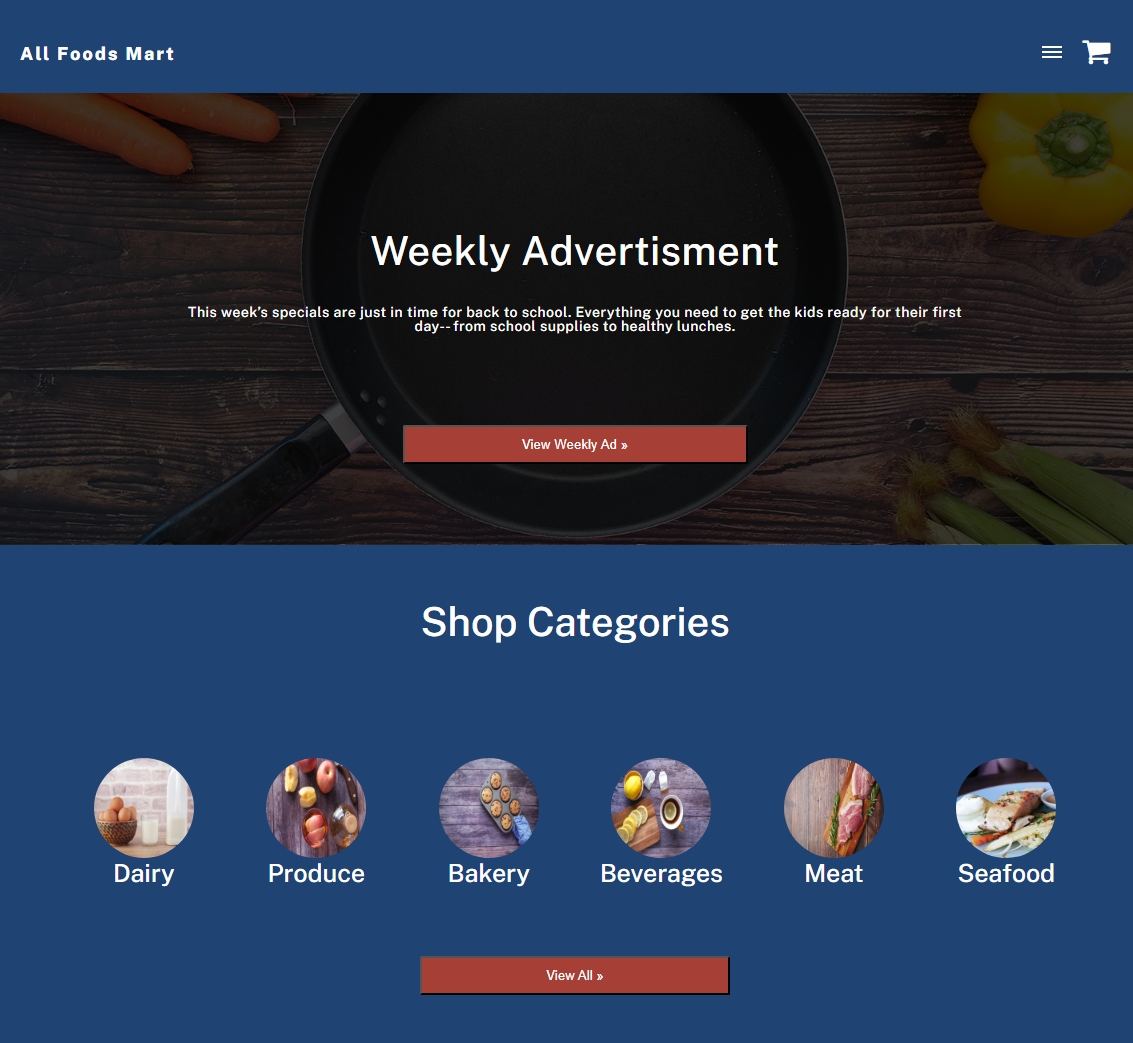 All Foods Mart
Weekly Advertisment
This week’s specials are just in time for back to school. Everything you need to get the kids ready for their first
day-- from school supplies to healthy lunches.
View Weekly Ad »
Shop Categories
Dairy
Produce
Bakery
Beverages
Meat
Seafood
View All »